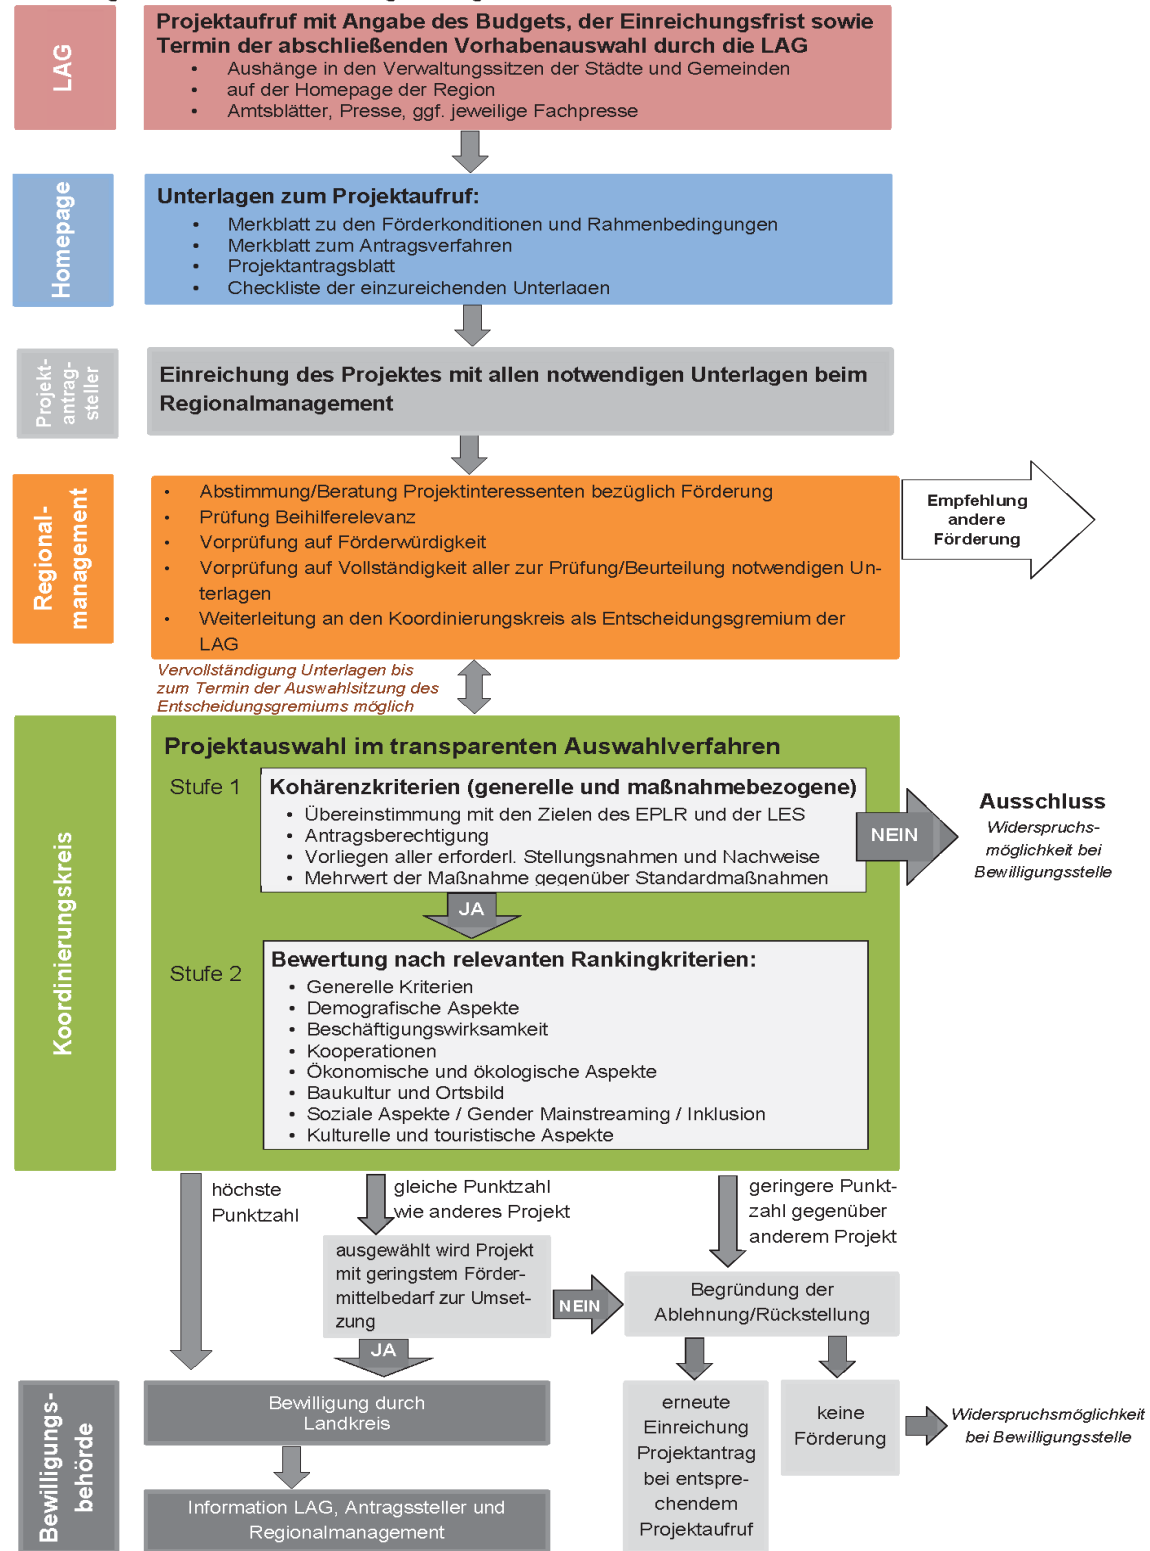 LAG
Projektaufruf mit Angabe des Budgets, der Einreichungsfrist sowie
Termin der abschließenden Vorhabenauswahl durch die LAG
• Aushänge in den Verwaltungssitzen der Städte und Gemeinden
• auf der Homepage der Region
• Amtsblätter, Presse, ggf. jeweilige Fachpresse
Homepage
Unterlagen zum Projektaufruf:
• Merkblatt zu den Förderkonditionen und Rahmenbedingungen
• Merkblatt zum Antragsverfahren
• Projektantragsblatt
• Checkliste der einzureichenden Unterlagen
Projekt-
antrag-
steller
Einreichung des Projektes mit allen notwendigen Unterlagen beim
Regionalmanagement
Regional-
management
• Abstimmung/Beratung Projektinteressenten bezüglich Förderung
• Prüfung Beihilferelevanz
• Vorprüfung auf Förderwürdigkeit
• Vorprüfung auf Vollständigkeit aller zur Prüfung/Beurteilung notwendigen Un-
terlagen
• Weiterleitung an den Koordinierungskreis als Entscheidungsgremium der
LAG
Empfehlung
andere
Förderung
Vervollständigung Unterlagen bis
zum Termin der Auswahlsitzung des
Entscheidungsgremiums möglich
Koordinierungskreis
Projektauswahl im transparenten Auswahlverfahren
Stufe 1
Kohärenzkriterien (generelle und maßnahmebezogene)
• Übereinstimmung mit den Zielen des EPLR und der LES
• Antragsberechtigung
• Vorliegen aller erforderl. Stellungsnahmen und Nachweise
• Mehrwert der Maßnahme gegenüber Standardmaßnahmen
NEIN
Ausschluss
Widerspruchs-
möglichkeit bei
Bewilligungsstelle
JA
Stufe 2
Bewertung nach relevanten Rankingkriterien:
• Generelle Kriterien
• Demografische Aspekte
• Beschäftigungswirksamkeit
• Kooperationen
• Ökonomische und ökologische Aspekte
• Baukultur und Ortsbild
• Soziale Aspekte / Gender Mainstreaming / Inklusion
• Kulturelle und touristische Aspekte
höchste
Punktzahl
gleiche Punktzahl
wie anderes Projekt
geringere Punkt-
zahl gegenüber
anderem Projekt
ausgewählt wird Projekt
mit geringstem Förder-
mittelbedarf zur Umset-
zung
NEIN
Begründung der
Ablehnung/Rückstellung
JA
Bewilligungs-
behörde
Bewilligung durch
Landkreis
Information LAG, Antragssteller und
Regionalmanagement
erneute
Einreichung
Projektantrag
bei entspre-
chendem
Projektaufruf
keine
Förderung
Widerspruchsmöglichkeit
bei Bewilligungsstelle